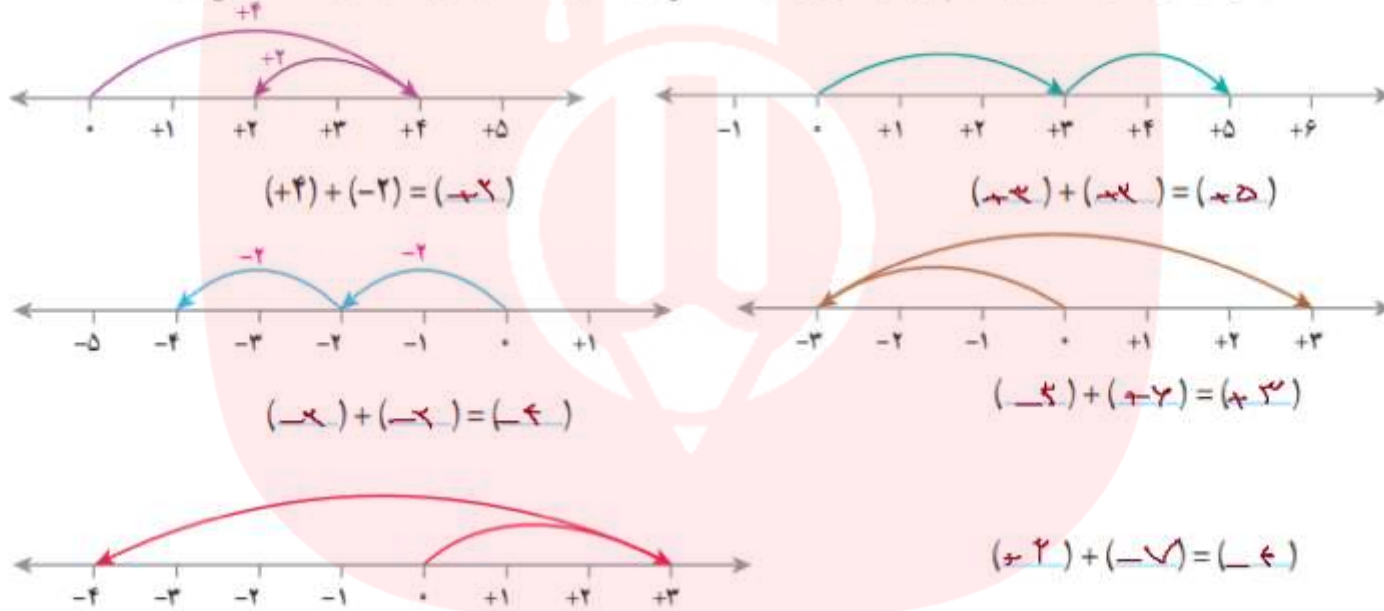 +۴
+۲
۰ +۱ +۲ +۳ +۴ +۵
−۱ ۰ +۱ +۲ +۳ +۴ +۵ +۶
(+۴) + (−۲) = (+۲)
(+۳) + (+۲) = (+۵)
−۲ −۲
−۵ −۴ −۳ −۲ −۱ ۰ +۱
−۳ −۲ −۱ ۰ +۱ +۲ +۳
(−۲) + (−۲) = (−۴)
(−۳) + (+۶) = (+۳)
−۴ −۳ −۲ −۱ ۰ +۱ +۲ +۳
(+۳) + (−۷) = (−۴)